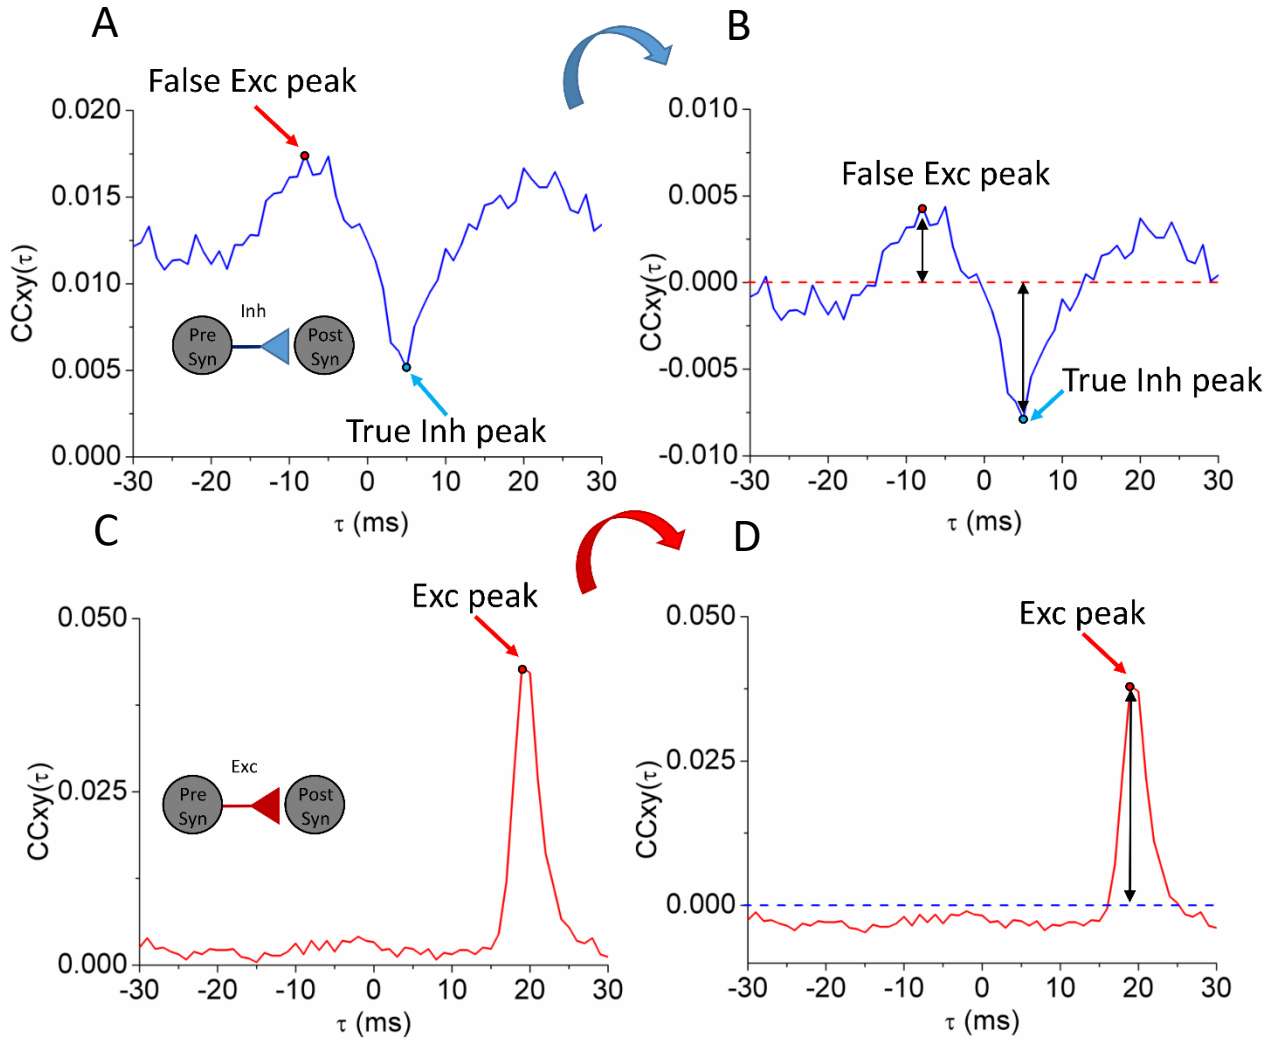 A
False Exc peak
0.020
0.015
0.010
0.005
0.000
CCxy(τ)
Inh
Pre
Syn
Post
Syn
True Inh peak
-30
-20
-10
0
10
20
30
τ (ms)
B
0.010
False Exc peak
0.005
0.000
-0.005
-0.010
CCxy(τ)
True Inh peak
-30
-20
-10
0
10
20
30
τ (ms)
C
Exc peak
0.050
0.025
0.000
CCxy(τ)
Exc
Pre
Syn
Post
Syn
-30
-20
-10
0
10
20
30
τ (ms)
D
0.050
Exc peak
0.025
0.000
CCxy(τ)
-30
-20
-10
0
10
20
30
τ (ms)